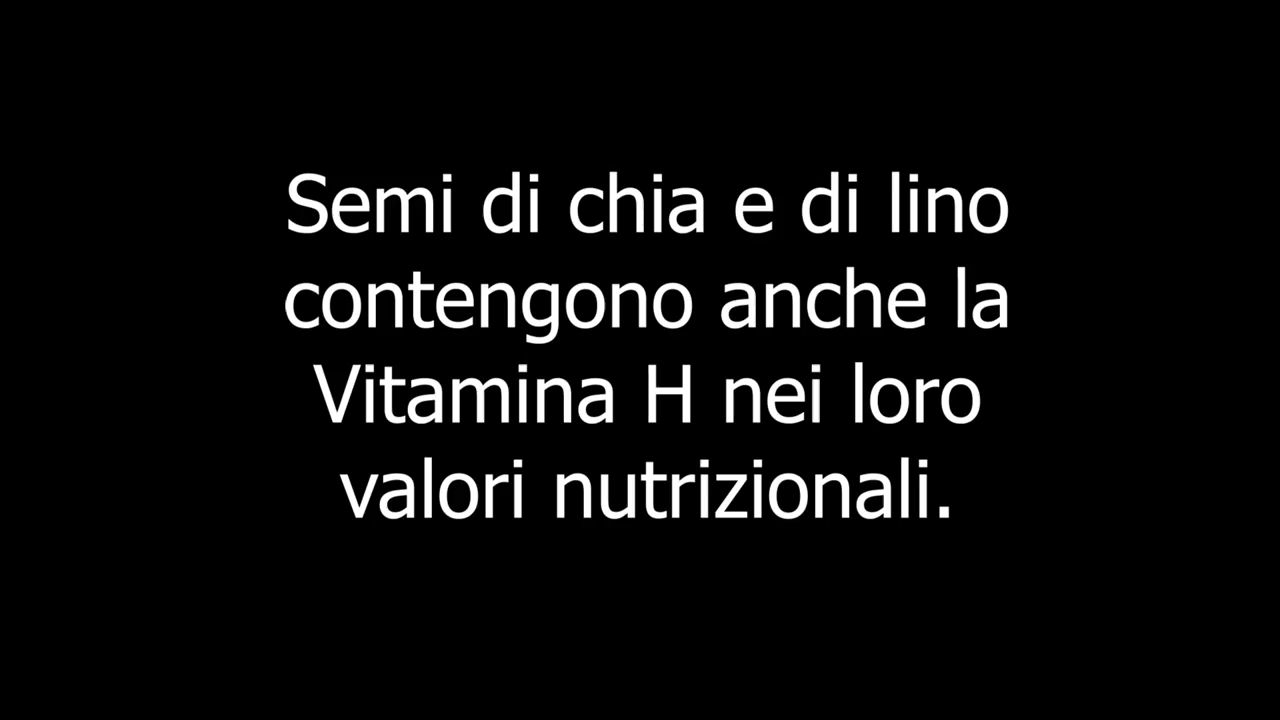 Semi di chia e di lino
contengono anche la
Vitamina H nei loro
valori nutrizionali.